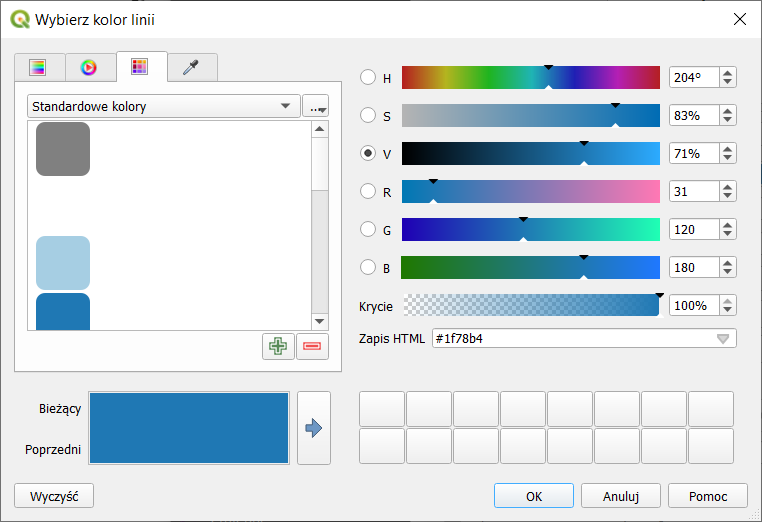 Wybierz kolor linii
Standardowe kolory
...
H 204°
S 83%
V 71%
R 31
G 120
B 180
Krycie 100%
Zapis HTML #1f78b4
Bieżący
Poprzedni
Wyczyść
OK
Anuluj
Pomoc